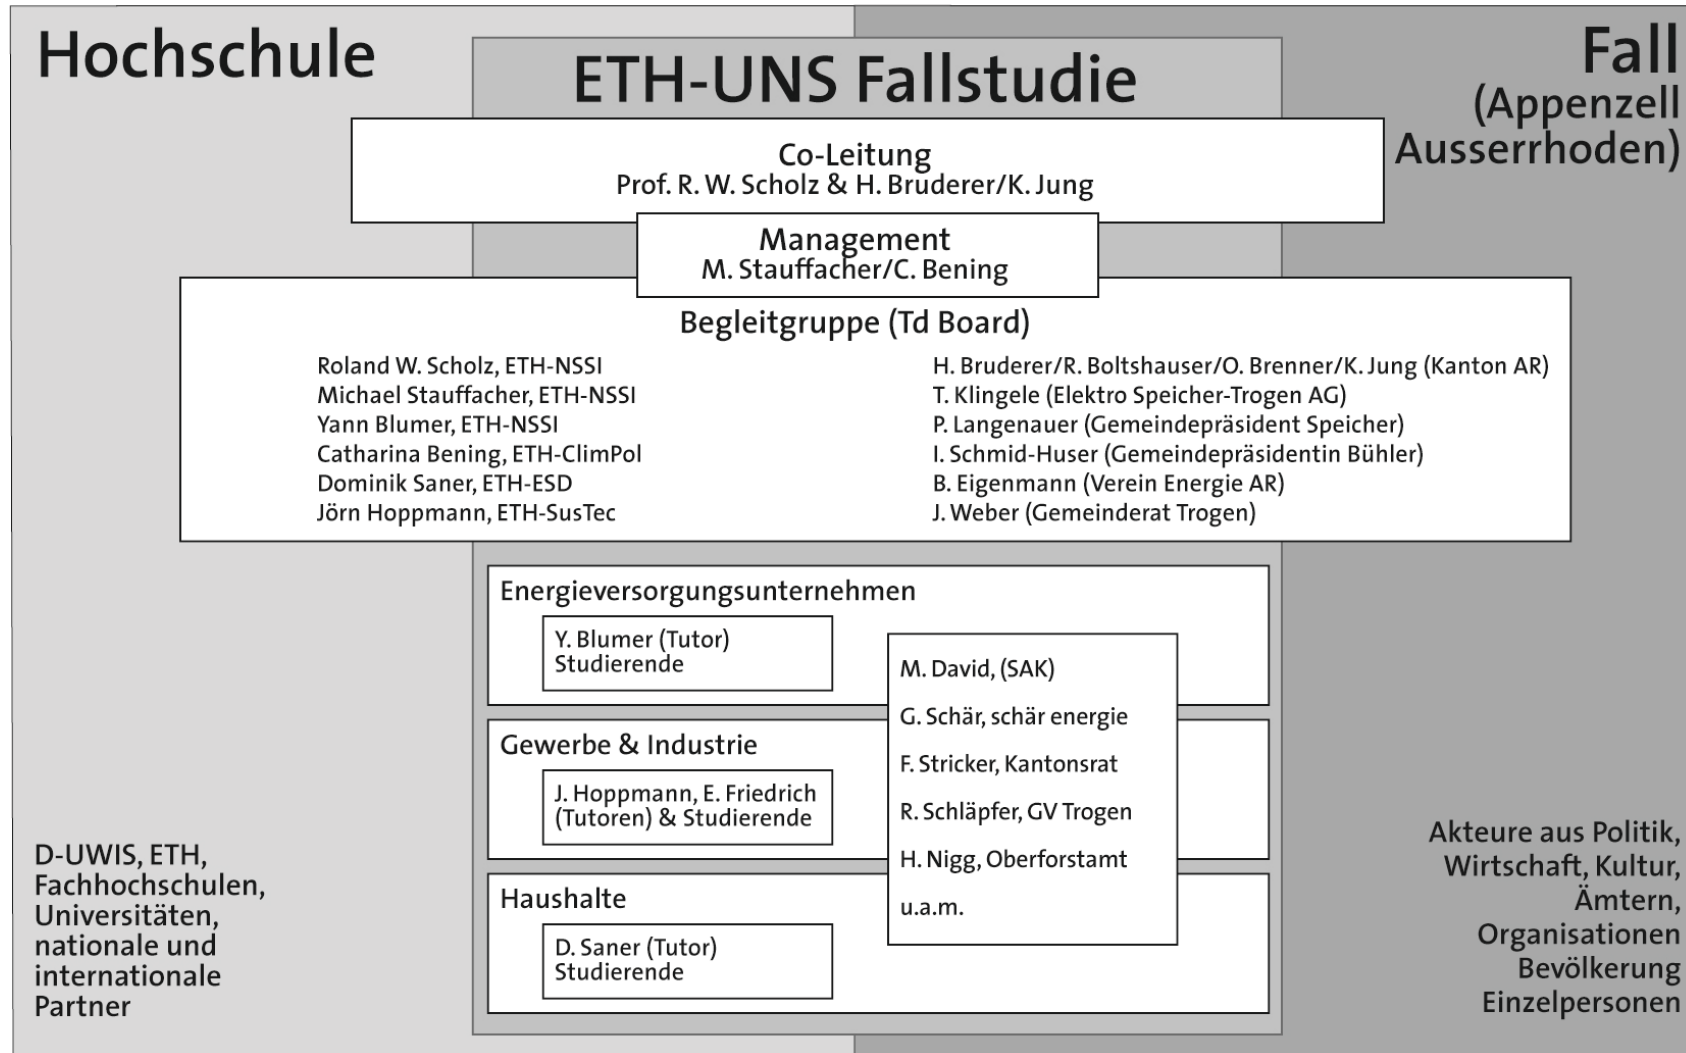 Hochschule
ETH-UNS Fallstudie
Fall
(Appenzell
Ausserrhoden)
Co-Leitung
Prof. R. W. Scholz & H. Bruderer/K. Jung
Management
M. Stauffacher/C. Bening
Begleitgruppe (Td Board)
Roland W. Scholz, ETH-NSSI
Michael Stauffacher, ETH-NSSI
Yann Blumer, ETH-NSSI
Catharina Bening, ETH-ClimPol
Dominik Saner, ETH-ESD
Jörn Hoppmann, ETH-SusTec
H. Bruderer/R. Boltshauser/O. Brenner/K. Jung (Kanton AR)
T. Klingele (Elektro Speicher-Trogen AG)
P. Langenauer (Gemeindepräsident Speicher)
I. Schmid-Huser (Gemeindepräsidentin Bühler)
B. Eigenmann (Verein Energie AR)
J. Weber (Gemeinderat Trogen)
Energieversorgungsunternehmen
Y. Blumer (Tutor)
Studierende
Gewerbe & Industrie
J. Hoppmann, E. Friedrich
(Tutoren) & Studierende
Haushalte
D. Saner (Tutor)
Studierende
M. David, (SAK)
G. Schär, schär energie
F. Stricker, Kantonsrat
R. Schläpfer, GV Trogen
H. Nigg, Oberforstamt
u.a.m.
D-UWIS, ETH,
Fachhochschulen,
Universitäten,
nationale und
internationale
Partner
Akteure aus Politik,
Wirtschaft, Kultur,
Ämtern,
Organisationen
Bevölkerung
Einzelpersonen